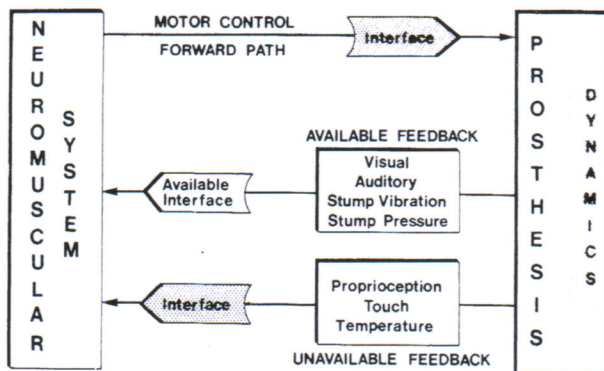 NEUROMUSCULAR
SYSTEM
MOTOR CONTROL
FORWARD PATH
Interface
PROSTHESIS
DYNAMICS
AVAILABLE FEEDBACK
Visual
Auditory
Stump Vibration
Stump Pressure
Available
Interface
Interface
Proprioception
Touch
Temperature
UNAVAILABLE FEEDBACK